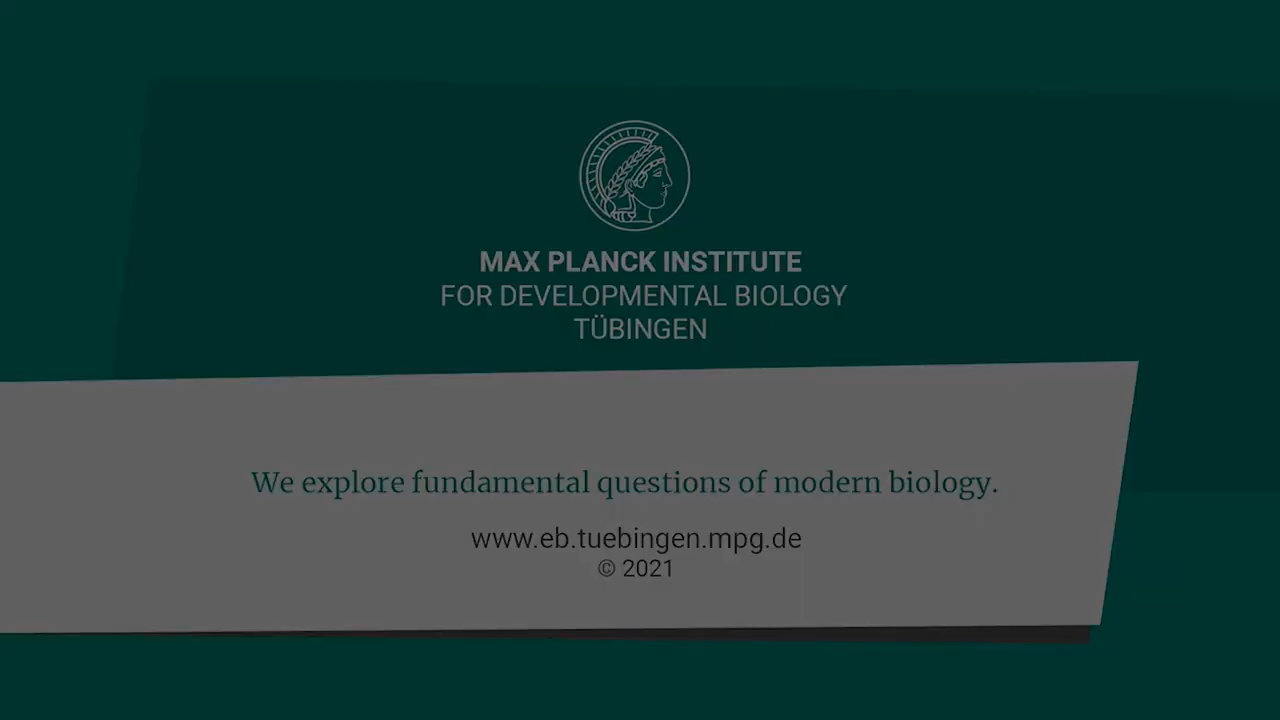 MAX PLANCK INSTITUTE
FOR DEVELOPMENTAL BIOLOGY
TÜBINGEN
We explore fundamental questions of modern biology.
www.eb.tuebingen.mpg.de
© 2021